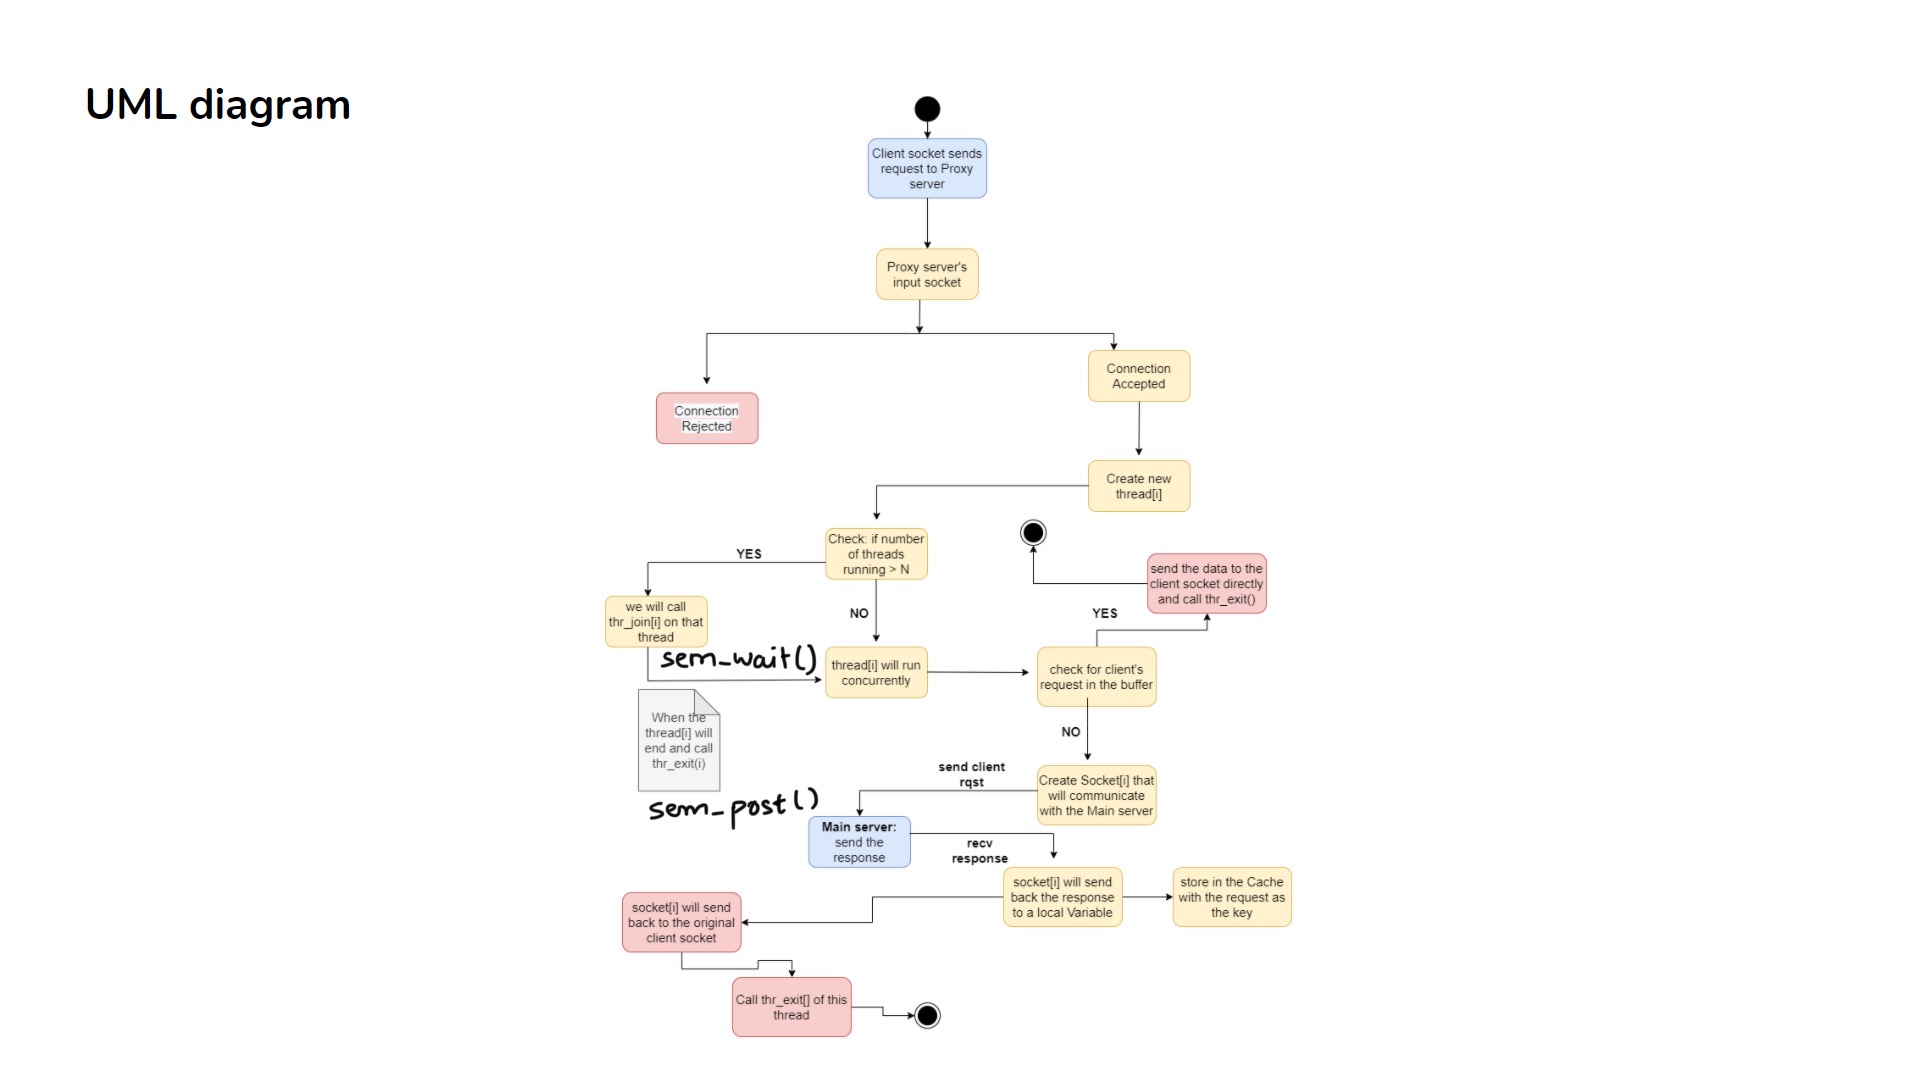 UML diagram
Client socket sends
request to Proxy
server
Proxy server's
input socket
Connection
Accepted
Connection
Rejected
Create new
thread[i]
Check: if number
of threads
running > N
YES
NO
we will call
thr_join[i] on that
thread
sem_wait()
thread[i] will run
concurrently
When the
thread[i] will
end and call
thr_exit(i)
sem_post()
check for client's
request in the buffer
YES
send the data to the
client socket directly
and call thr_exit()
NO
Create Socket[i] that
will communicate
with the Main server
send client
rqst
Main server:
send the
response
recv
response
socket[i] will send
back the response
to a local Variable
store in the Cache
with the request as
the key
socket[i] will send
back to the original
client socket
Call thr_exit[] of this
thread